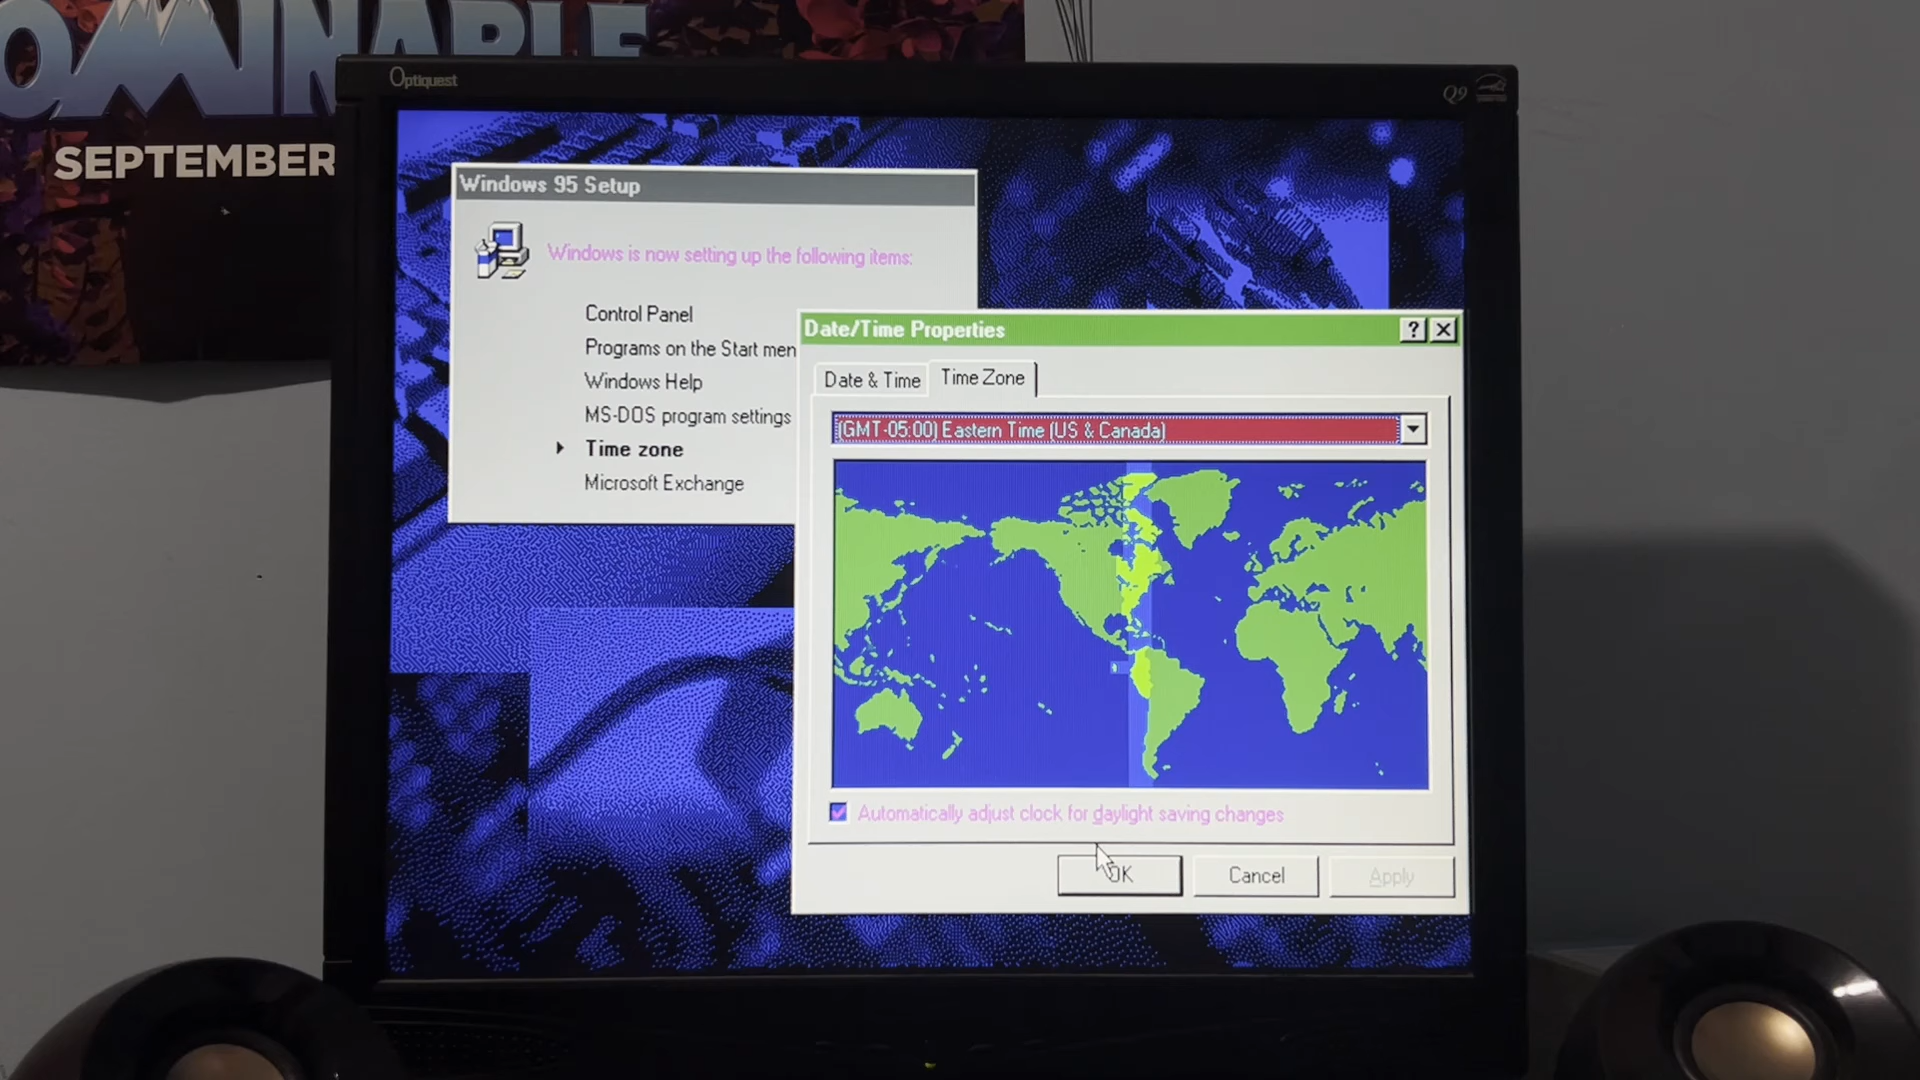 OMINABLE
SEPTEMBER
Optiquest
Q9
Windows 95 Setup
Windows is now setting up the following items:
Control Panel
Programs on the Start men
Windows Help
MS-DOS program settings
Time zone
Microsoft Exchange
Date/Time Properties
?
Date & Time
Time Zone
(GMT-05:00) Eastern Time (US & Canada)
Automatically adjust clock for daylight saving changes
OK
Cancel
Apply